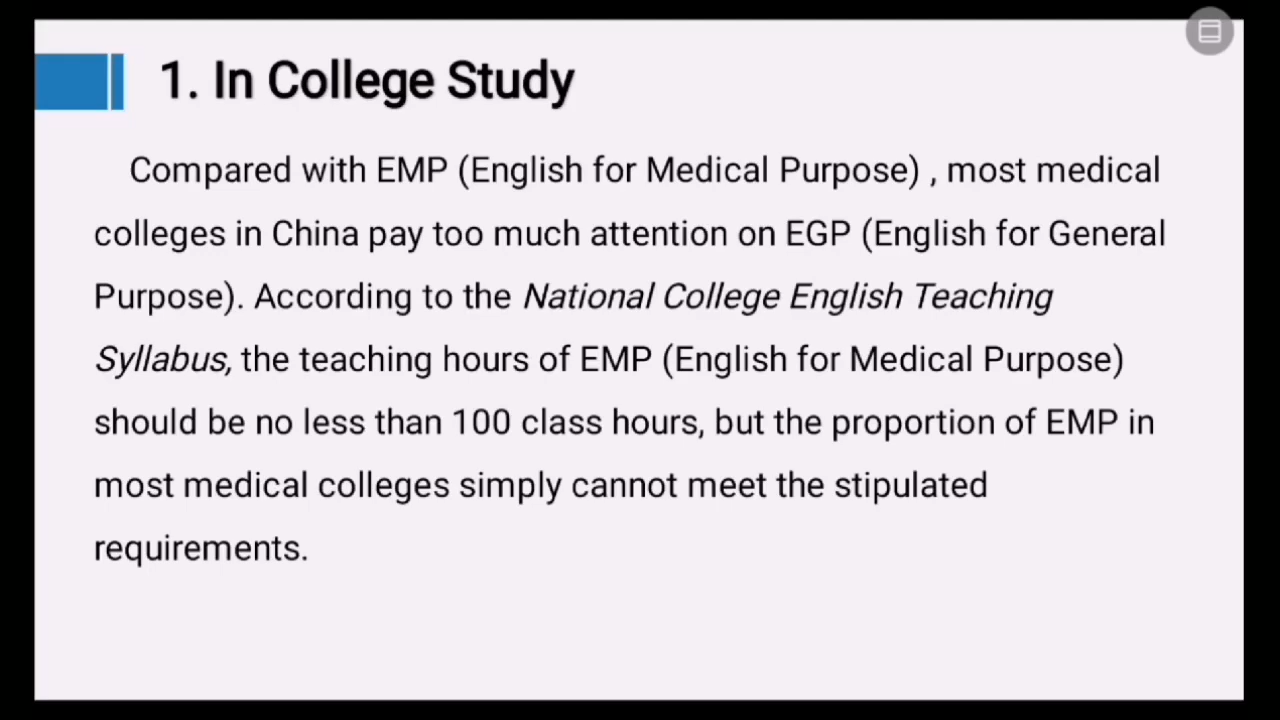 1. In College Study
Compared with EMP (English for Medical Purpose) , most medical
colleges in China pay too much attention on EGP (English for General
Purpose). According to the National College English Teaching
Syllabus, the teaching hours of EMP (English for Medical Purpose)
should be no less than 100 class hours, but the proportion of EMP in
most medical colleges simply cannot meet the stipulated
requirements.